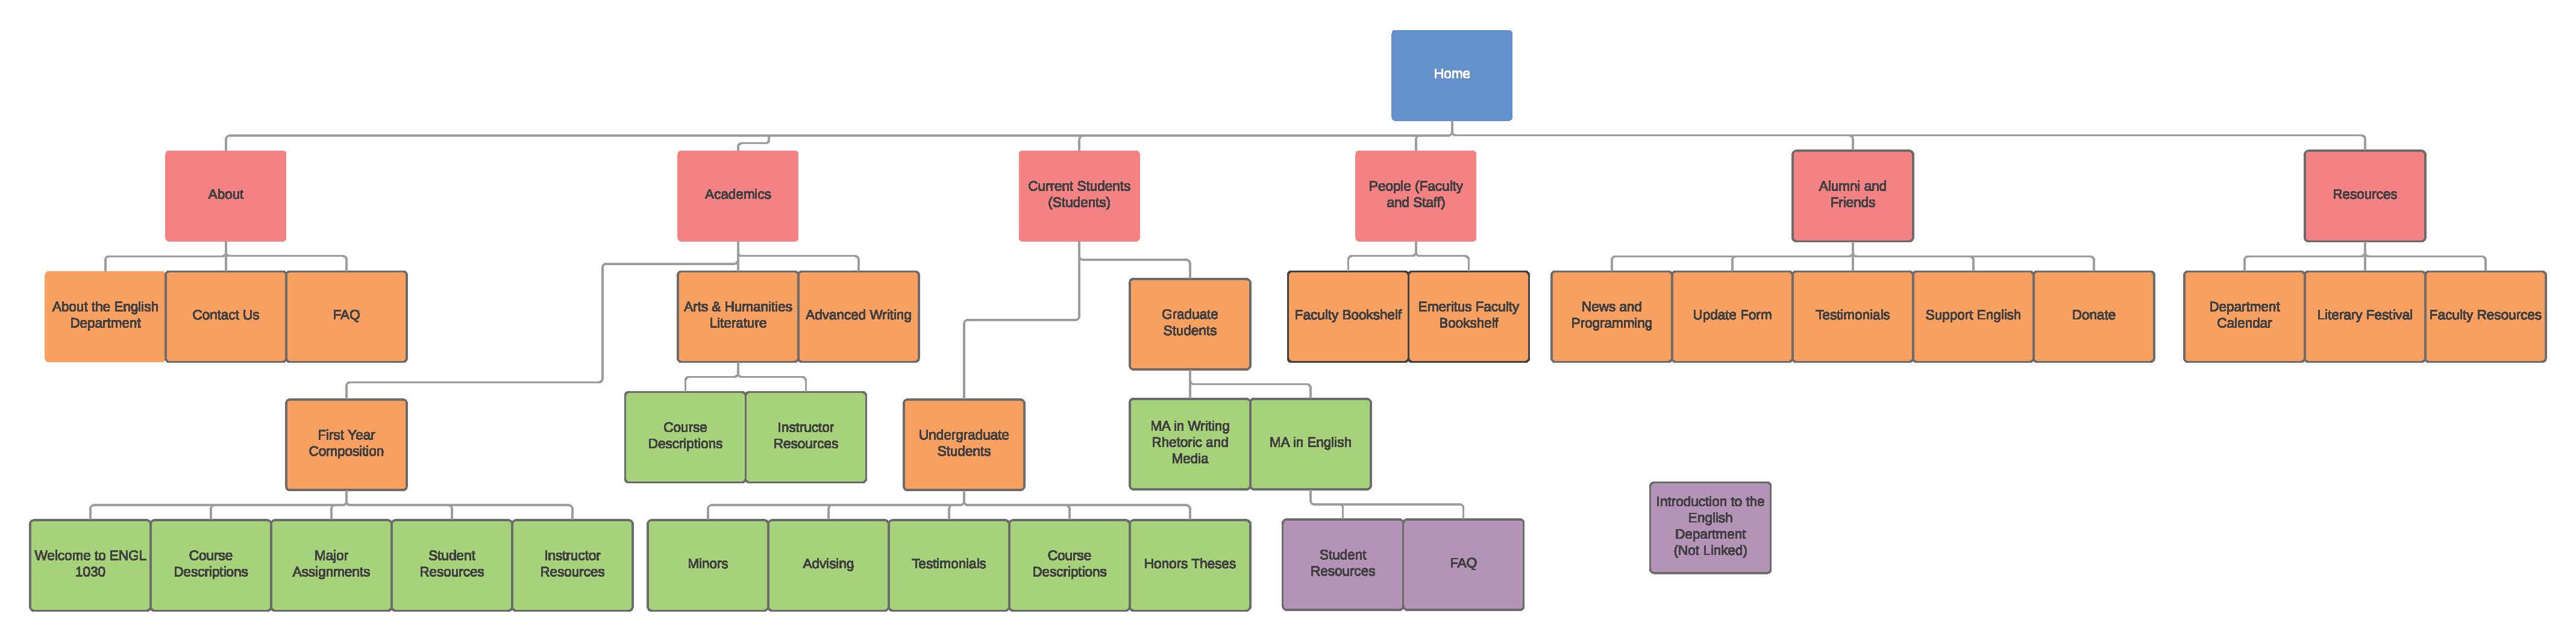 Home
About
Academics
Current Students
(Students)
People (Faculty
and Staff)
Alumni and
Friends
Resources
About the English
Department
Contact Us
FAQ
Arts & Humanities
Literature
Advanced Writing
Graduate
Students
Faculty Bookshelf
Emeritus Faculty
Bookshelf
News and
Programming
Update Form
Testimonials
Support English
Donate
Department
Calendar
Literary Festival
Faculty Resources
First Year
Composition
Course
Descriptions
Instructor
Resources
Undergraduate
Students
MA in Writing
Rhetoric and
Media
MA in English
Welcome to ENGL
1030
Course
Descriptions
Major
Assignments
Student
Resources
Instructor
Resources
Minors
Advising
Testimonials
Course
Descriptions
Honors Theses
Student
Resources
FAQ
Introduction to the
English
Department
(Not Linked)